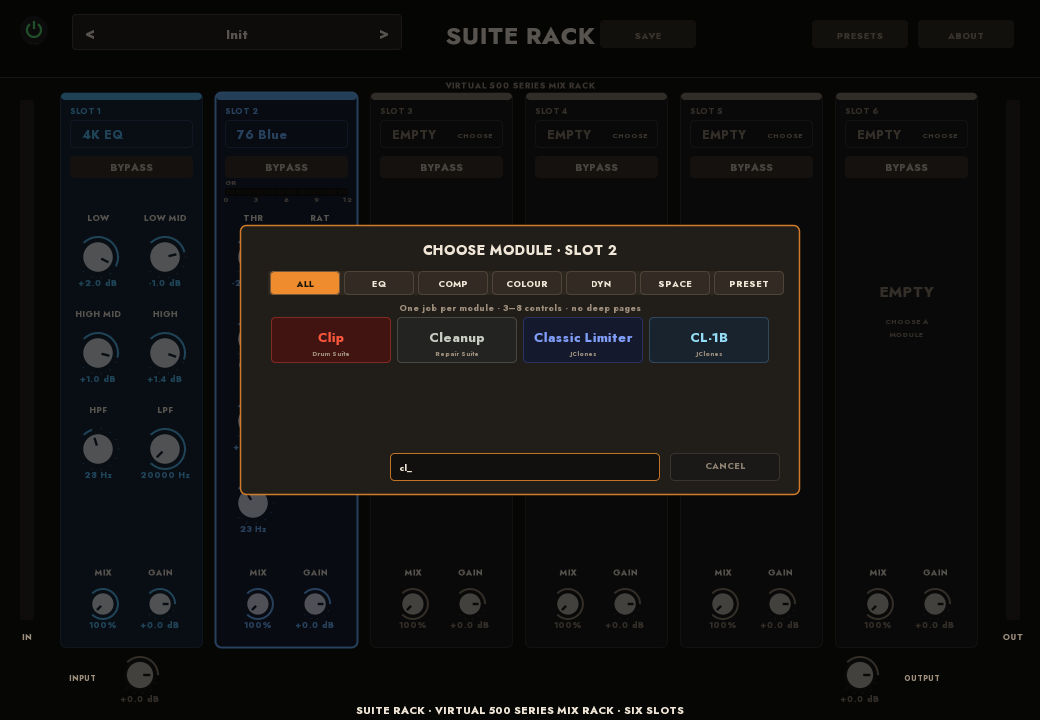 < Init >
SUITE RACK
SAVE
PRESETS
ABOUT
VIRTUAL 500 SERIES MIX RACK
SLOT 1
SLOT 2
SLOT 3
SLOT 4
SLOT 5
SLOT 6
4K EQ
76 Blue
EMPTY CHOOSE
EMPTY CHOOSE
EMPTY CHOOSE
EMPTY CHOOSE
BYPASS
BYPASS
BYPASS
BYPASS
BYPASS
BYPASS
GR
0 3 6 9 12
LOW
LOW MID
THR
RAT
+2.0 dB
-1.0 dB
HIGH MID
HIGH
+1.0 dB
+1.4 dB
HPF
LPF
28 Hz
20000 Hz
23 Hz
CHOOSE MODULE · SLOT 2
ALL
EQ
COMP
COLOUR
DYN
SPACE
PRESET
One job per module · 3–8 controls · no deep pages
Clip
Drum Suite
Cleanup
Repair Suite
Classic Limiter
JClones
CL-1B
JClones
cl_
CANCEL
EMPTY
CHOOSE A
MODULE
MIX
GAIN
MIX
GAIN
MIX
GAIN
MIX
GAIN
MIX
GAIN
MIX
GAIN
100%
+0.0 dB
100%
+0.0 dB
100%
+0.0 dB
100%
+0.0 dB
100%
+0.0 dB
100%
+0.0 dB
IN
OUT
INPUT
+0.0 dB
+0.0 dB
OUTPUT
SUITE RACK · VIRTUAL 500 SERIES MIX RACK · SIX SLOTS